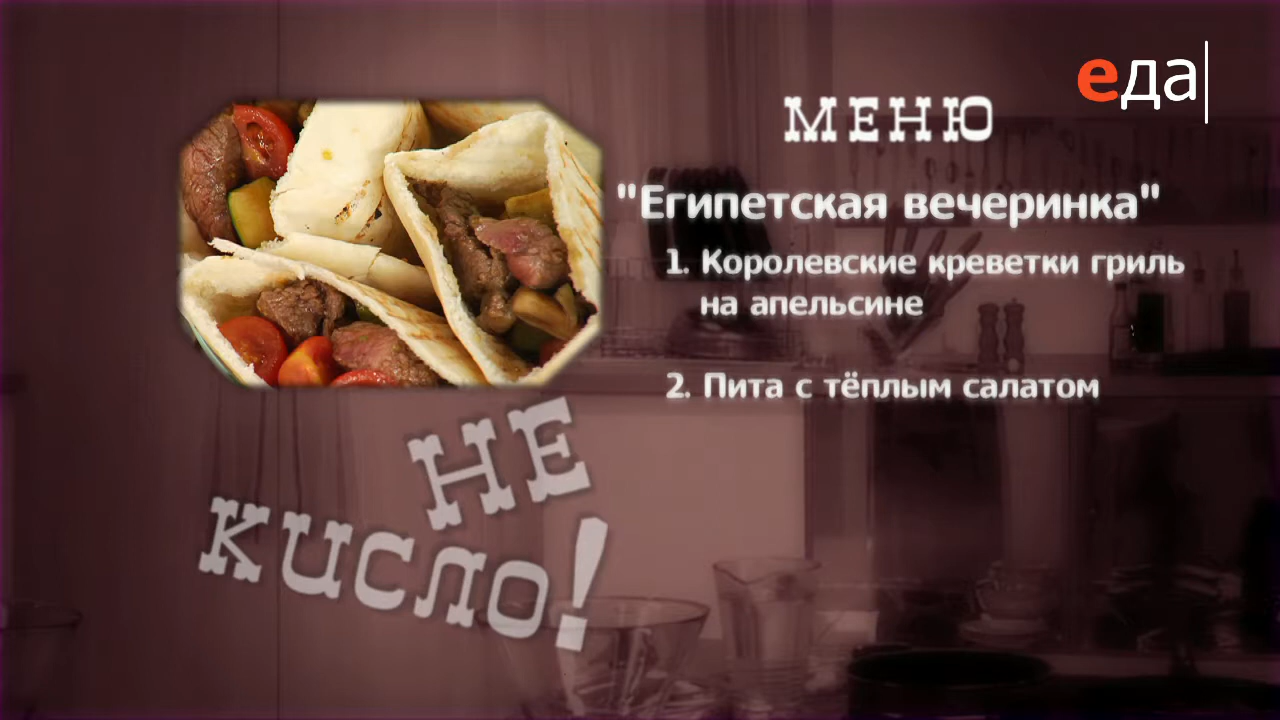 еда
МЕНЮ
"Египетская вечеринка"
1. Королевские креветки гриль
на апельсине
2. Пита с тёплым салатом
НЕ
КИСЛО!